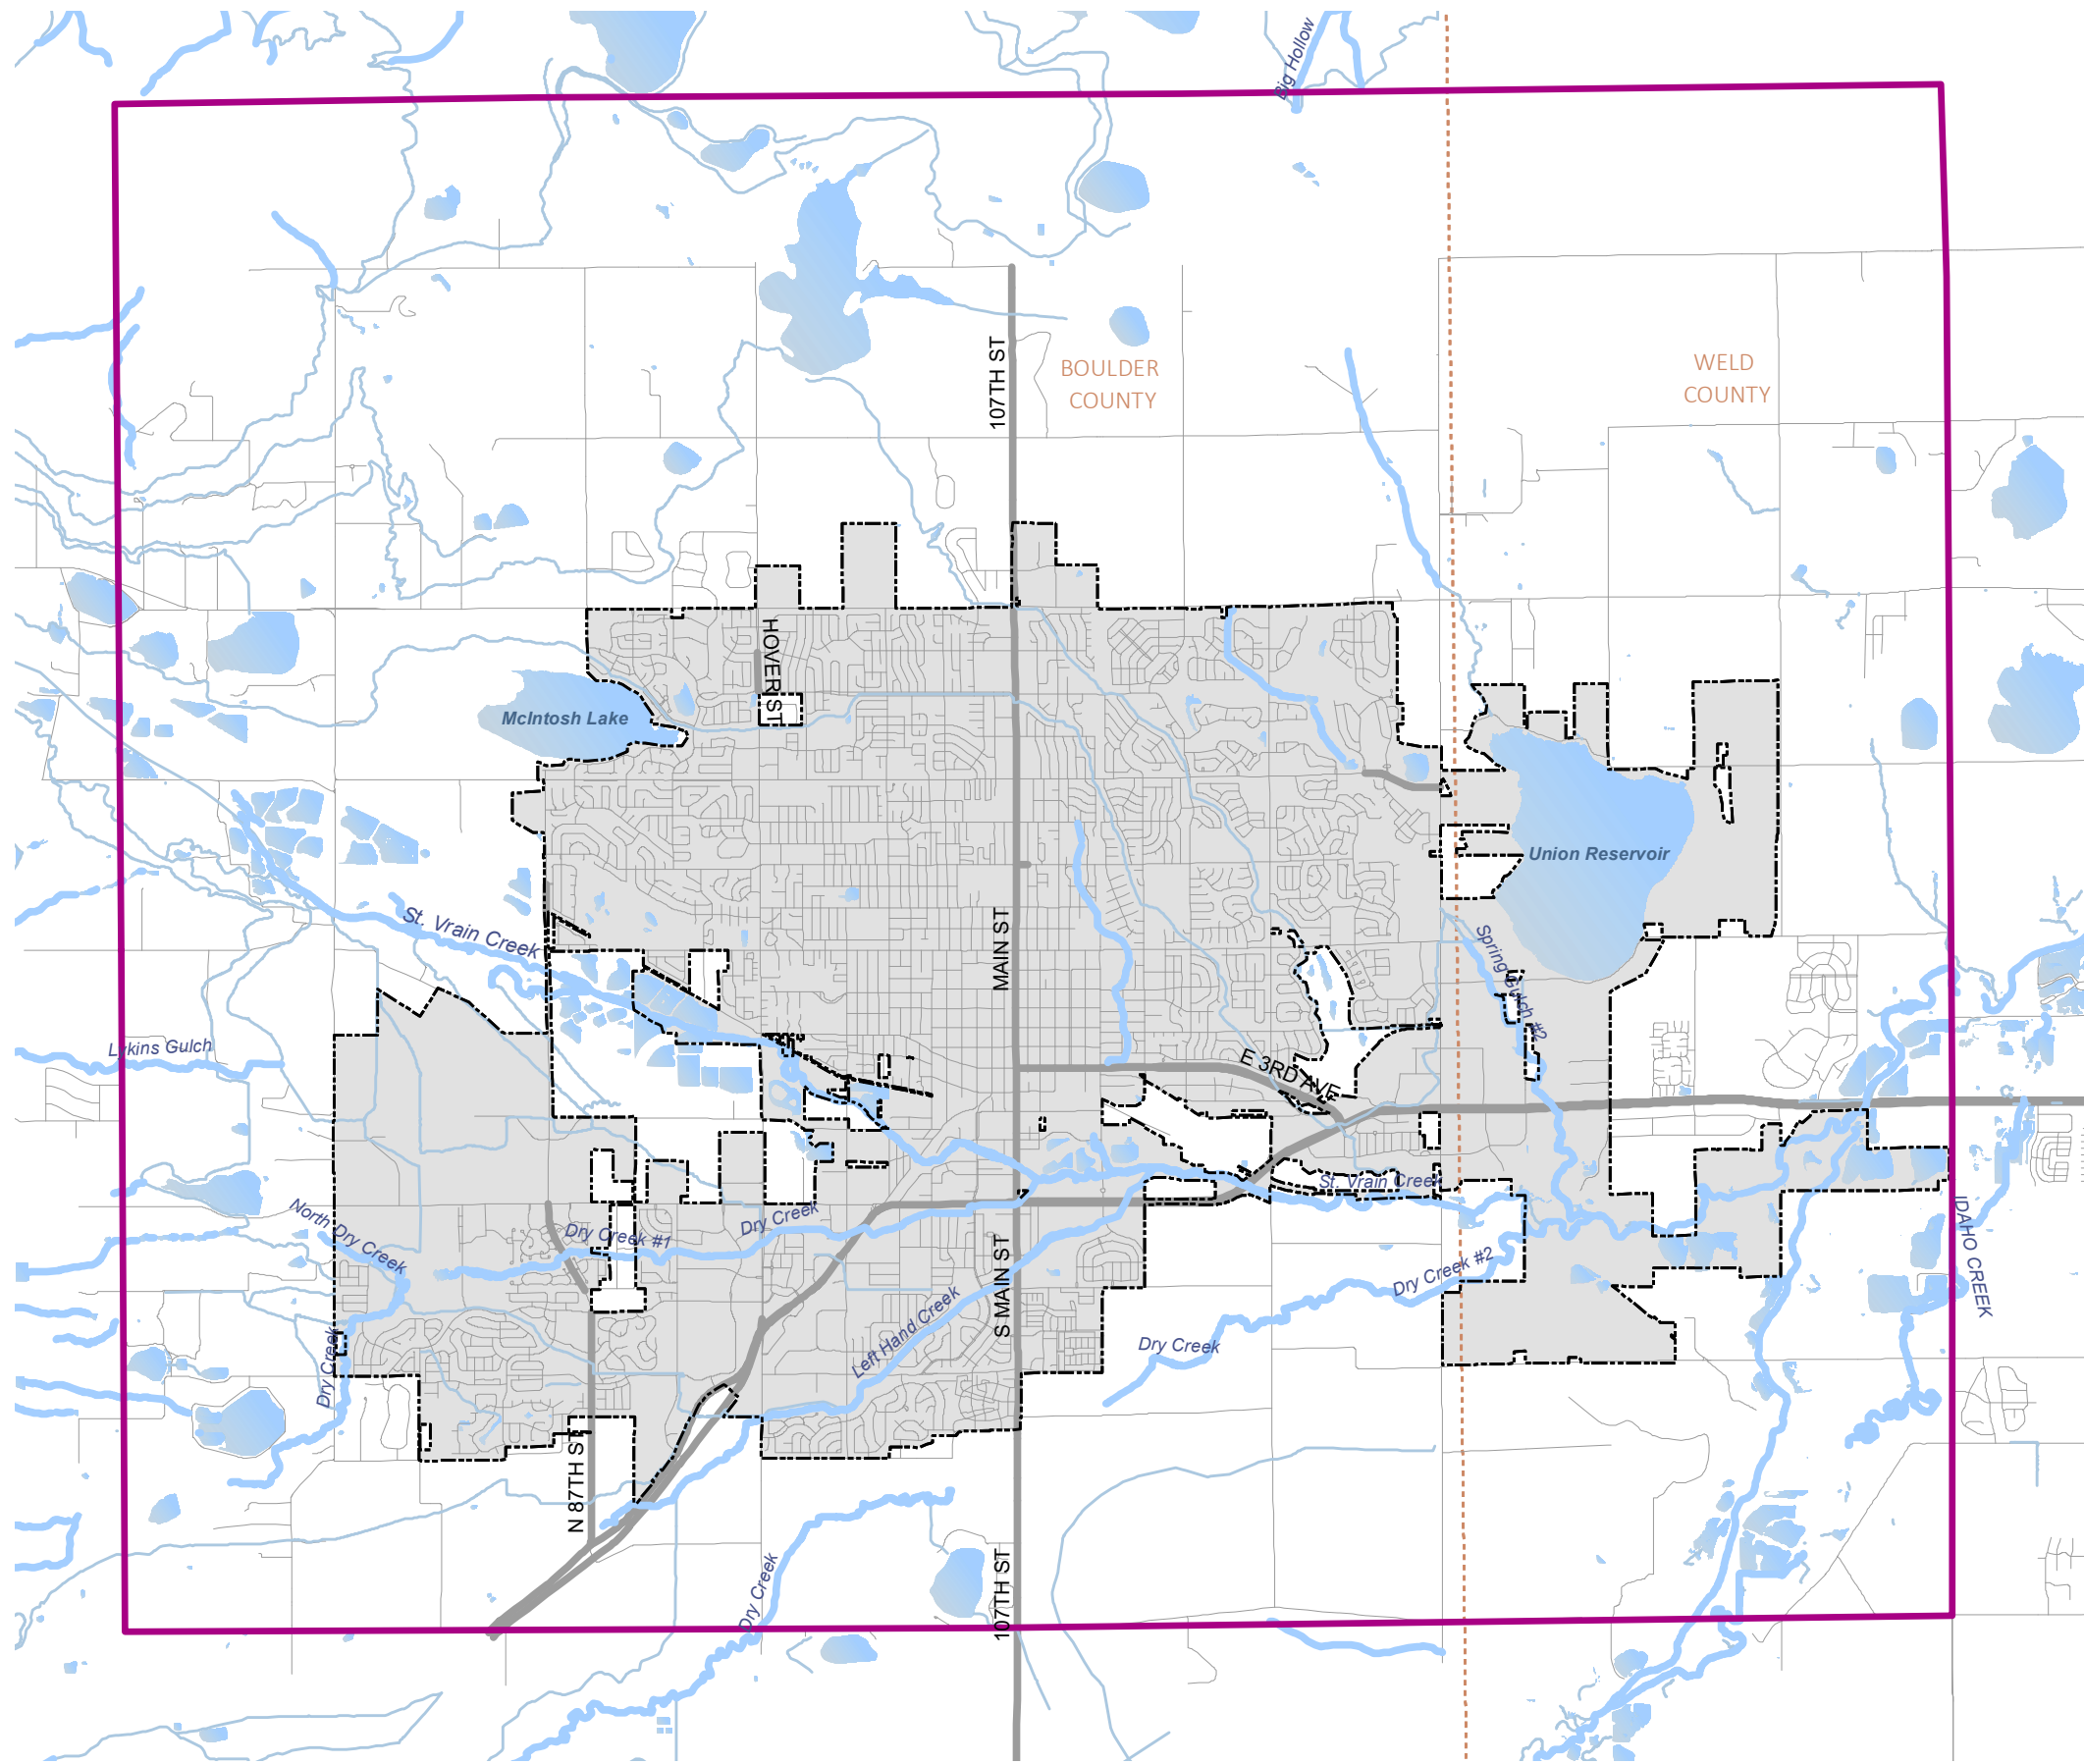 Big Hollow
107TH ST
BOULDER
COUNTY
WELD
COUNTY
HOVER ST
McIntosh Lake
Union Reservoir
St. Vrain Creek
MAIN ST
Spring Gulch #2
Lykins Gulch
E 3RD AVE
St. Vrain Creek
North Dry Creek
Dry Creek #1
Dry Creek
Dry Creek #2
IDAHO CREEK
S MAIN ST
Left Hand Creek
Dry Creek
Dry Creek
N 87TH ST
Dry Creek
107TH ST